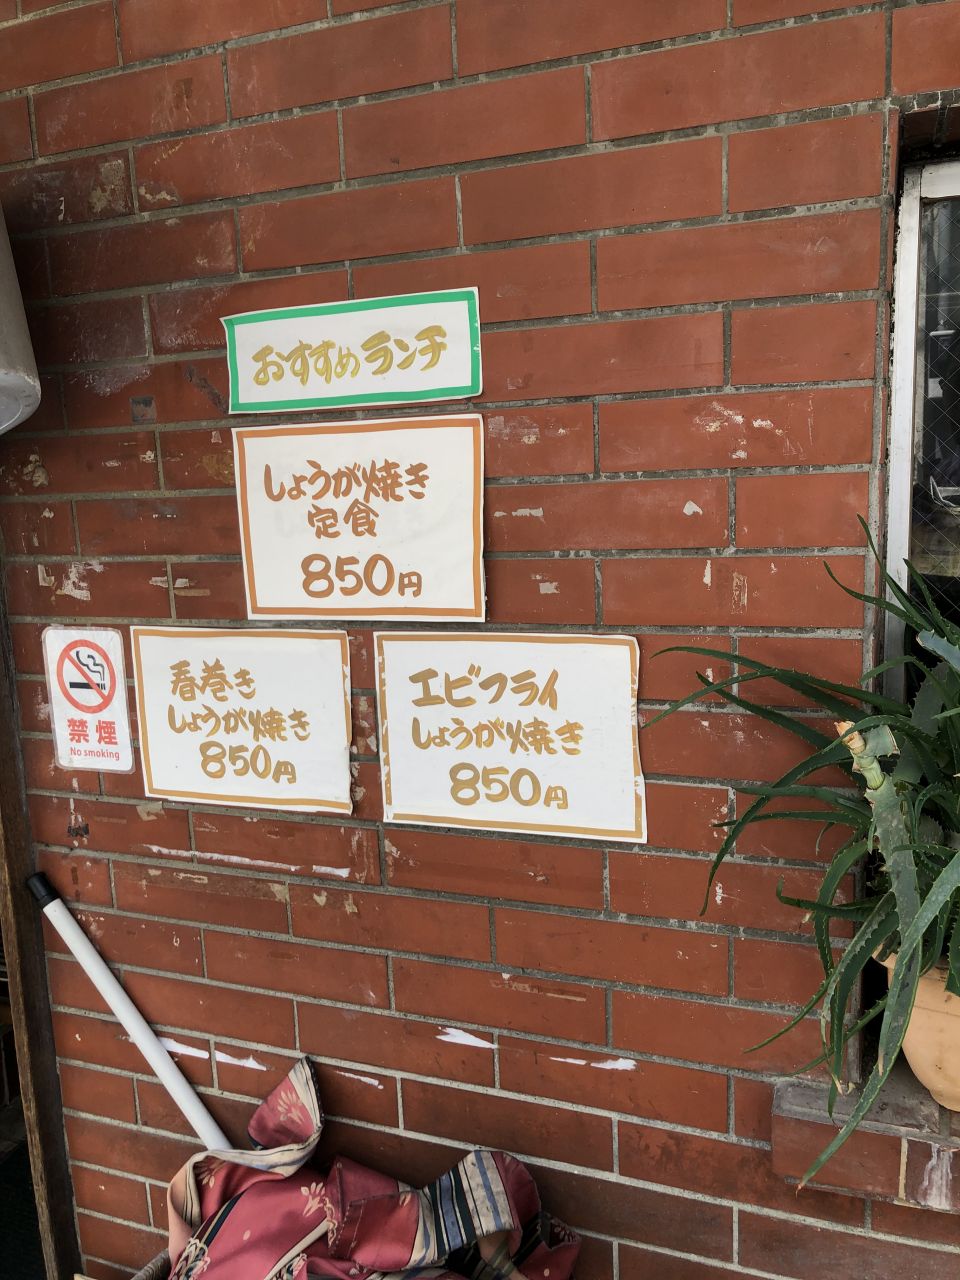 おすすめランチ
しょうが焼き
定食
850円
禁煙
No smoking
春巻き
しょうが焼き
850円
エビフライ
しょうが焼き
850円